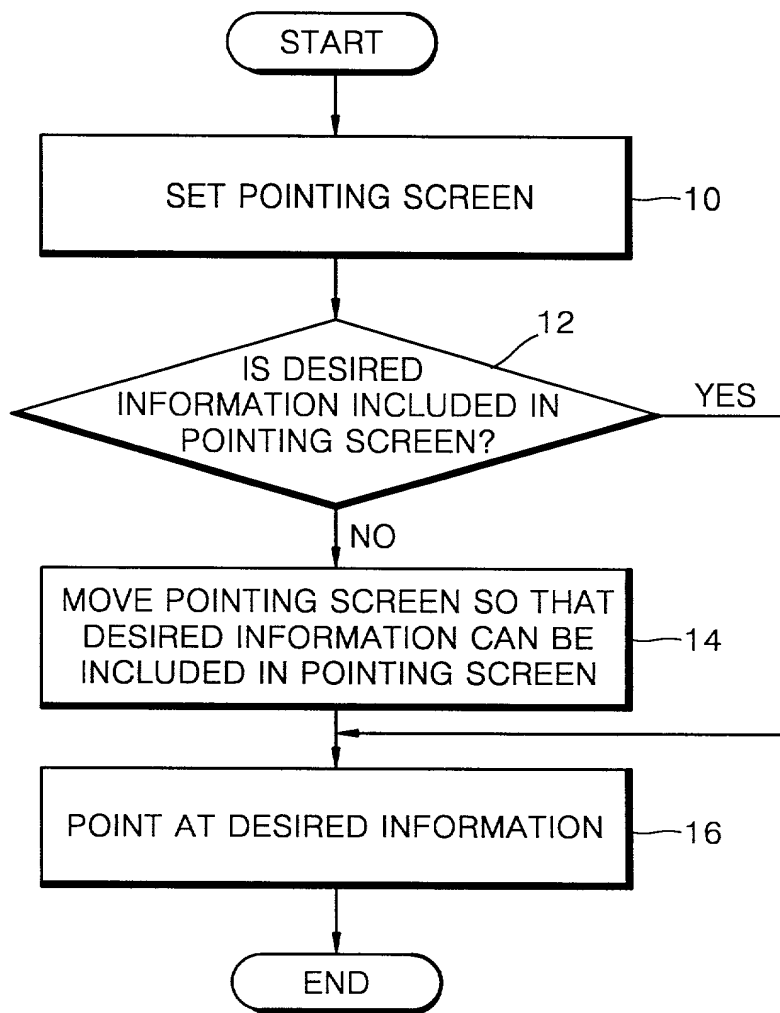 START
SET POINTING SCREEN
10
12
IS DESIRED
INFORMATION INCLUDED IN
POINTING SCREEN?
YES
NO
MOVE POINTING SCREEN SO THAT
DESIRED INFORMATION CAN BE
INCLUDED IN POINTING SCREEN
14
POINT AT DESIRED INFORMATION
16
END